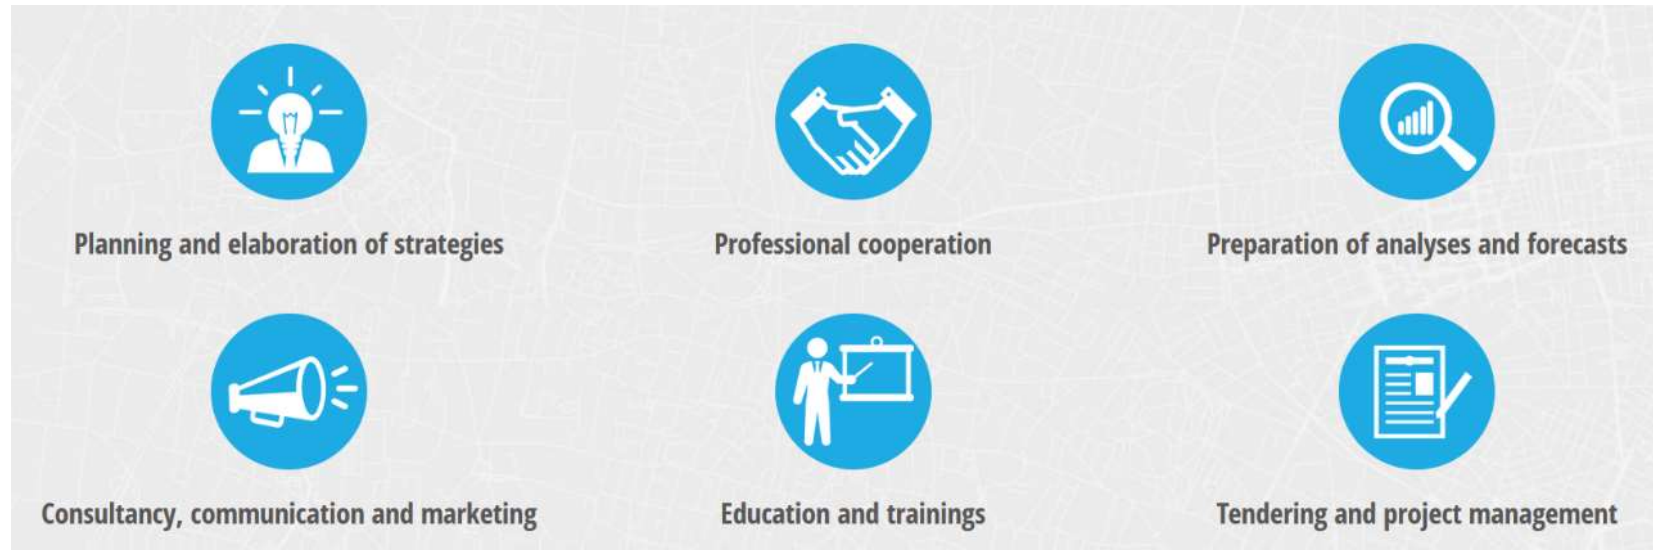 Planning and elaboration of strategies
Professional cooperation
Preparation of analyses and forecasts
Consultancy, communication and marketing
Education and trainings
Tendering and project management